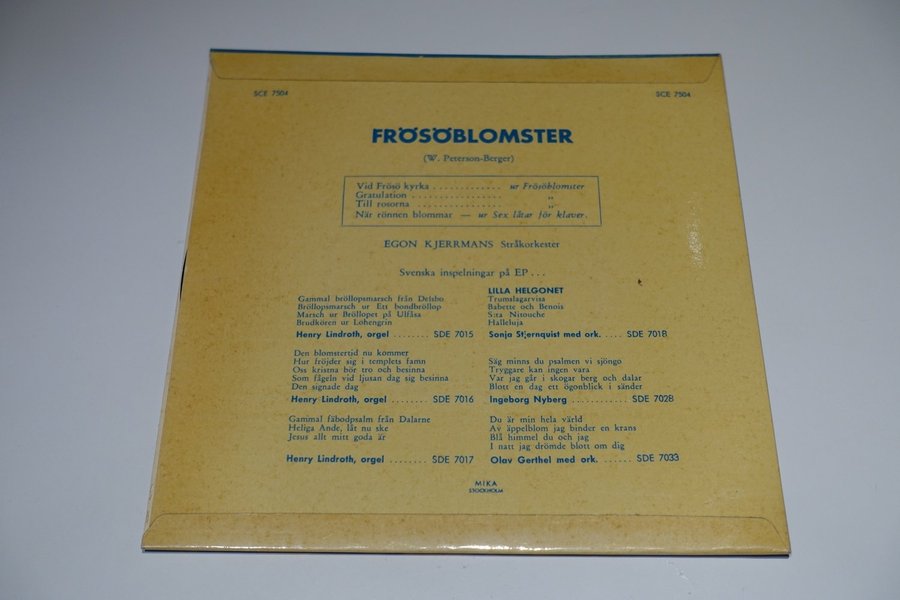 SCE 7504
SCE 7504
FRÖSÖBLOMSTER
(W. Peterson-Berger)
Vid Frösö kyrka ............. ur Frösöblomster
Gratulation .................. „
Till rosorna ................. „
När rönnen blommar — ur Sex låtar för klaver.
EGON KJERRMANS Stråkorkester
Svenska inspelningar på EP ...
Gammal bröllopsmarsch från Delsbo
Bröllopsmarsch ur Ett bondbröllop
Marsch ur Bröllopet på Ulfåsa
Brudkören ur Lohengrin
Henry Lindroth, orgel ........ SDE 7015
Den blomstertid nu kommer
Hur fröjder sig i templets famn
Oss kristna bör tro och besinna
Som fågeln vid ljusan dag sig besinna
Den signade dag
Henry Lindroth, orgel ........ SDE 7016
Gammal fäbodpsalm från Dalarne
Heliga Ande, låt nu ske
Jesus allt mitt goda är
Henry Lindroth, orgel ........ SDE 7017
LILLA HELGONET
Trumslagarvisa
Babette och Benois
S:ta Nitouche
Halleluja
Sonja Stjernquist med ork. .... SDE 7018
Säg minns du psalmen vi sjöngo
Tryggare kan ingen vara
Var jag går i skogar berg och dalar
Blott en dag ett ögonblick i sänder
Ingeborg Nyberg ............ SDE 7028
Du är min hela värld
Av äppelblom jag binder en krans
Blå himmel du och jag
I natt jag drömde blott om dig
Olav Gerthel med ork. ...... SDE 7033
MIKA
STOCKHOLM